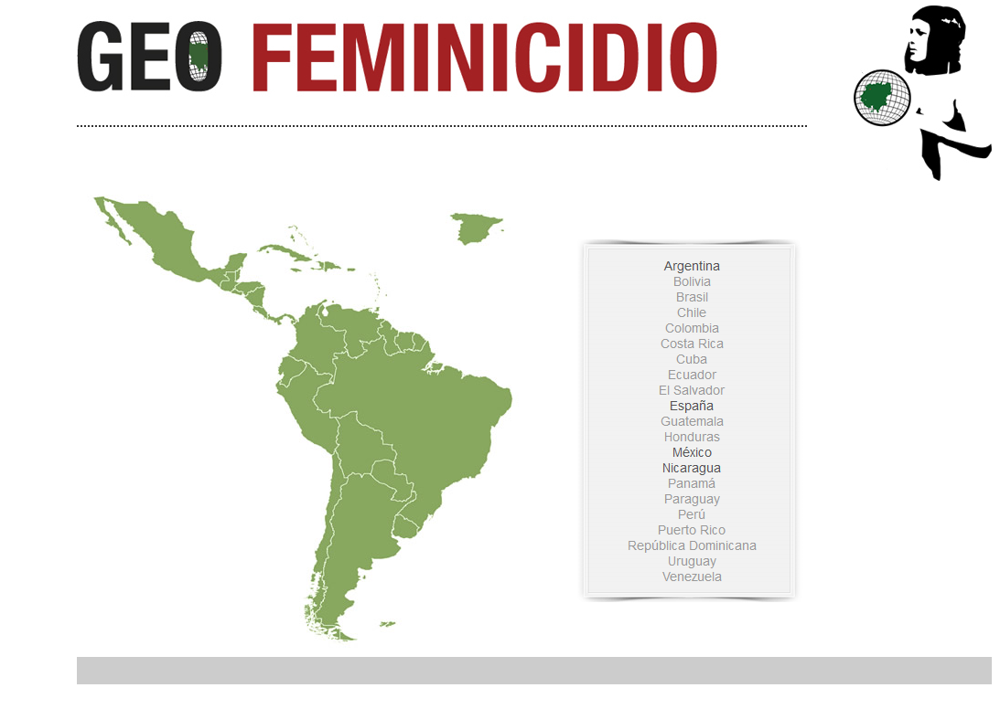 GEO FEMINICIDIO
Argentina
Bolivia
Brasil
Chile
Colombia
Costa Rica
Cuba
Ecuador
El Salvador
España
Guatemala
Honduras
México
Nicaragua
Panamá
Paraguay
Perú
Puerto Rico
República Dominicana
Uruguay
Venezuela